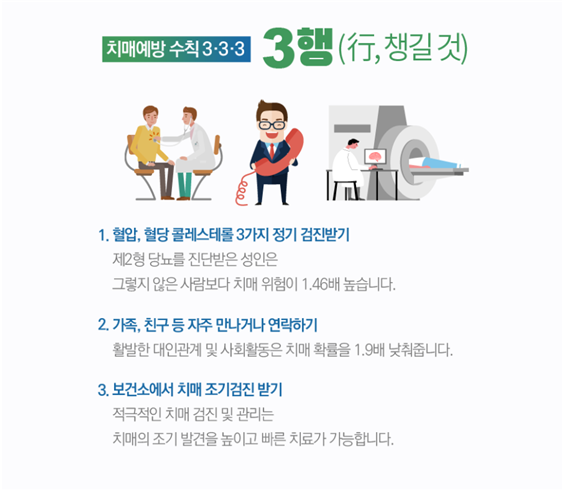 치매예방 수칙 3·3·3 3행 (行, 챙길 것)
1. 혈압, 혈당 콜레스테롤 3가지 정기 검진받기
제2형 당뇨를 진단받은 성인은
그렇지 않은 사람보다 치매 위험이 1.46배 높습니다.
2. 가족, 친구 등 자주 만나거나 연락하기
활발한 대인관계 및 사회활동은 치매 확률을 1.9배 낮춰줍니다.
3. 보건소에서 치매 조기검진 받기
적극적인 치매 검진 및 관리는
치매의 조기 발견을 높이고 빠른 치료가 가능합니다.